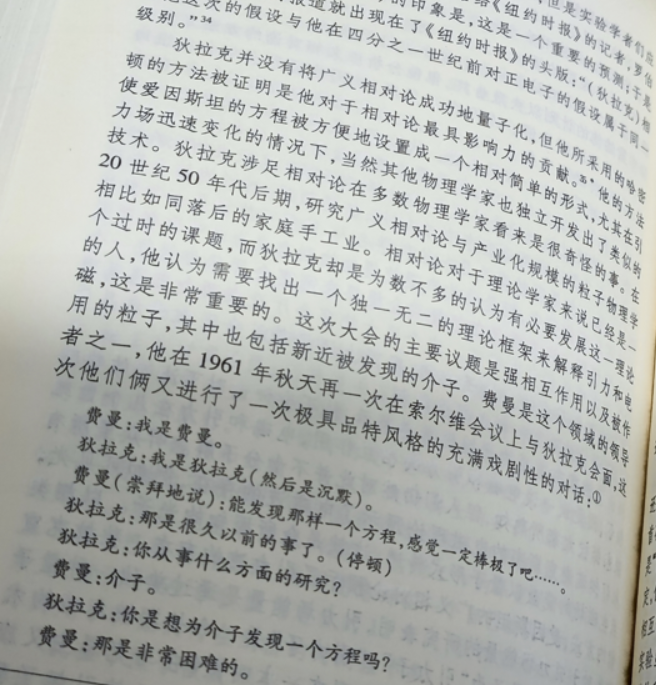 但是实验学者们应
给《纽约时报》的记者，罗伯
的印象是，这是一个重要的预测；于是
报道就出现在了《纽约时报》的头版：“（狄拉克）
这次的假设与他在四分之一世纪前对正电子的假设属于同一
级别。”34
狄拉克并没有将广义相对论成功地量子化，但他所采用的哈密
顿的方法被证明是他对于相对论最具影响力的贡献。35* 他的方法
使爱因斯坦的方程被方便地设置成一个相对简单的形式，尤其在引
力场迅速变化的情况下，当然其他物理学家也独立开发出了类似的
技术。狄拉克涉足相对论在多数物理学家看来是很奇怪的事。在
20 世纪 50 年代后期，研究广义相对论与产业化规模的粒子物理学
相比如同落后的家庭手工业。相对论对于理论学家来说已经是一
个过时的课题，而狄拉克却是为数不多的认为有必要发展这一理论
的人，他认为需要找出一个独一无二的理论框架来解释引力和电
磁，这是非常重要的。这次大会的主要议题是强相互作用以及被作
用的粒子，其中也包括新近被发现的介子。费曼是这个领域的领导
者之一，他在 1961 年秋天再一次在索尔维会议上与狄拉克会面，这
次他们俩又进行了一次极具品特风格的充满戏剧性的对话：①
费曼：我是费曼。
狄拉克：我是狄拉克（然后是沉默）。
费曼（崇拜地说）：能发现那样一个方程，感觉一定棒极了吧……。
狄拉克：那是很久以前的事了。（停顿）
狄拉克：你从事什么方面的研究？
费曼：介子。
狄拉克：你是想为介子发现一个方程吗？
费曼：那是非常困难的。
相互
实验